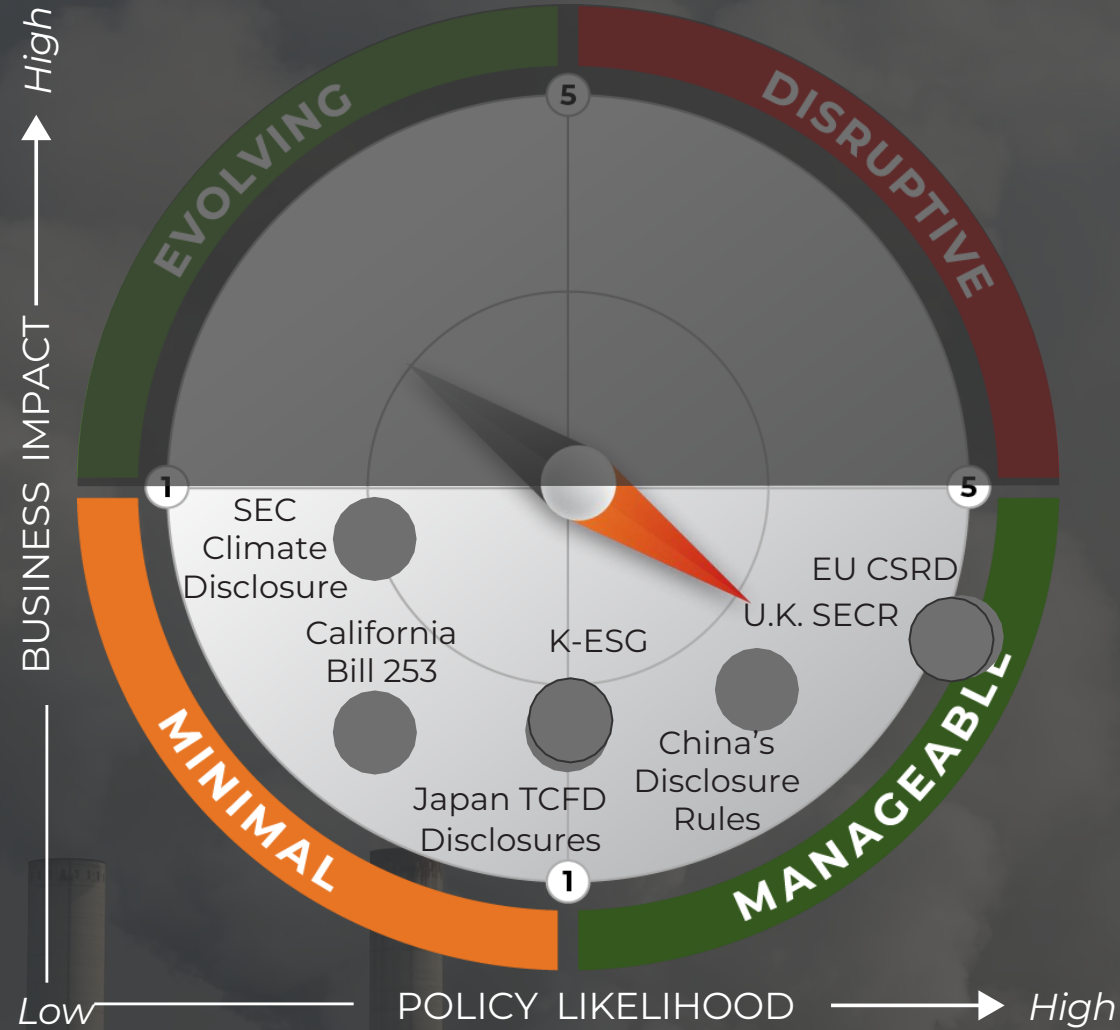 High
EVOLVING
DISRUPTIVE
5
BUSINESS IMPACT
1
5
SEC
Climate
Disclosure
EU CSRD
U.K. SECR
California
Bill 253
K-ESG
MINIMAL
China's
Disclosure
Rules
Japan TCFD
Disclosures
MANAGEABLE
1
Low
POLICY LIKELIHOOD
High